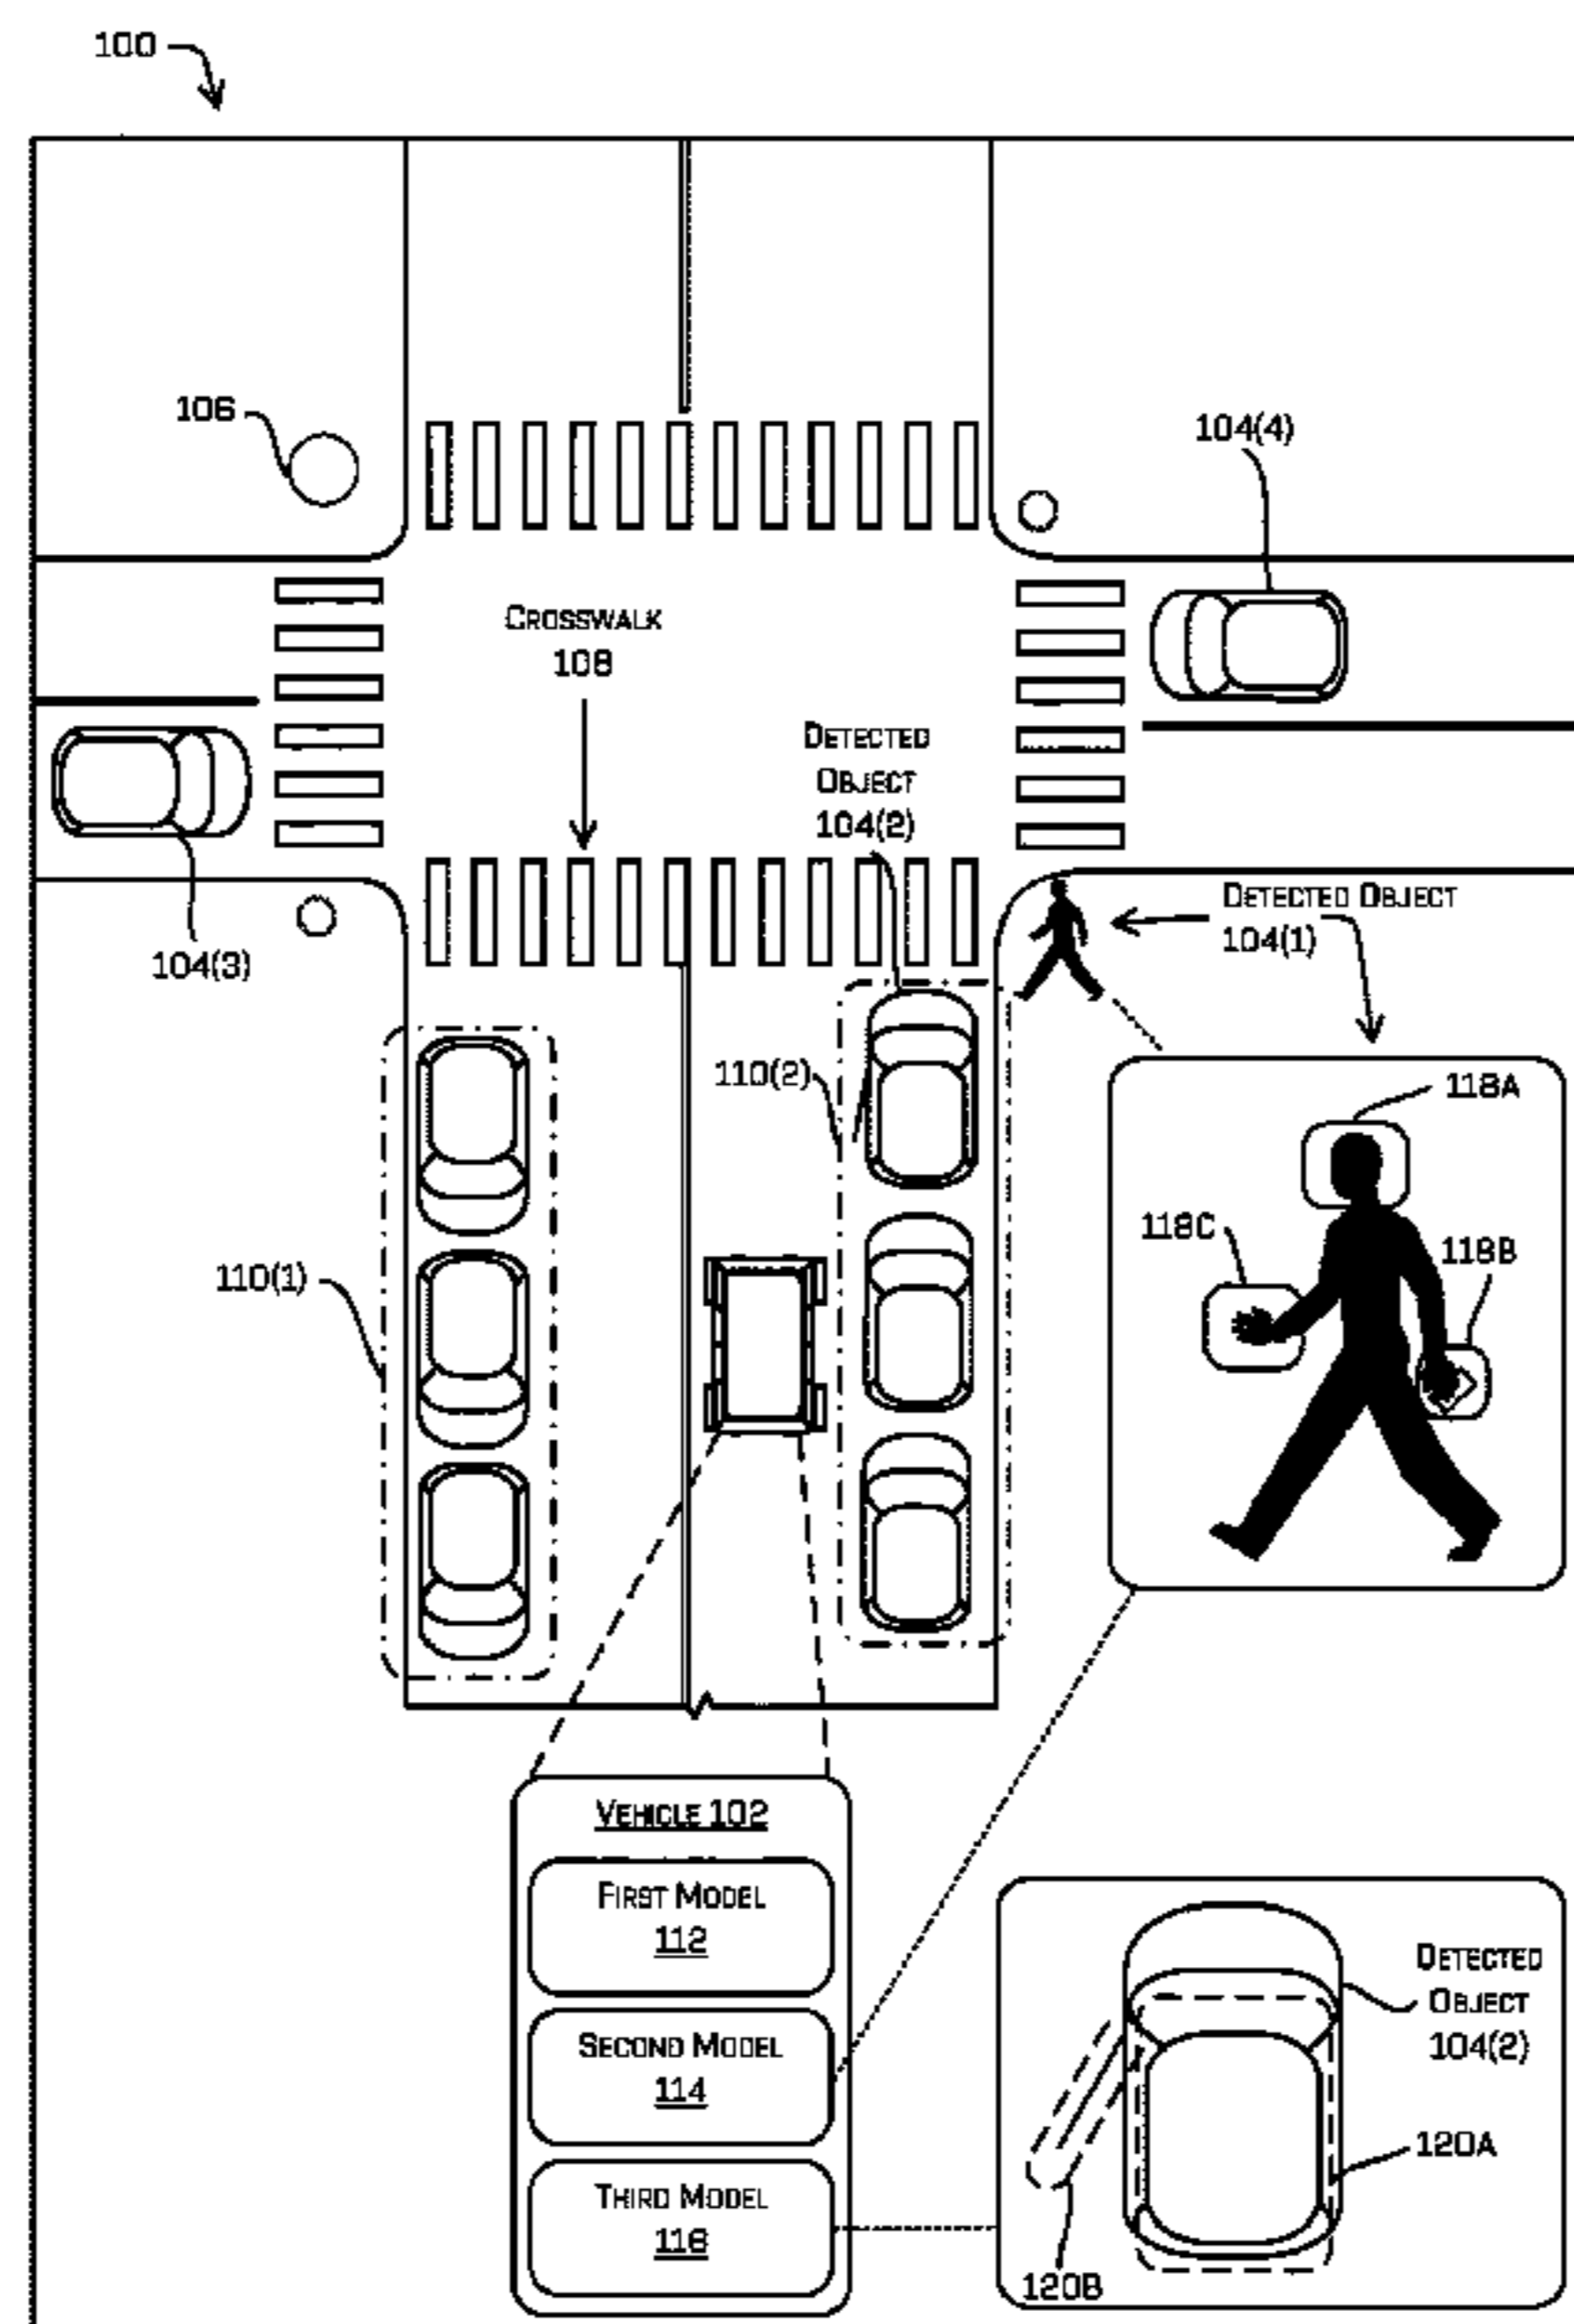 100
106
104(4)
CROSSWALK
108
DETECTED
OBJECT
104(2)
DETECTED OBJECT
104(1)
104(3)
110(2)
118A
118C
118B
110(1)
VEHICLE 102
FIRST MODEL
112
SECOND MODEL
114
THIRD MODEL
116
DETECTED
OBJECT
104(2)
120A
120B